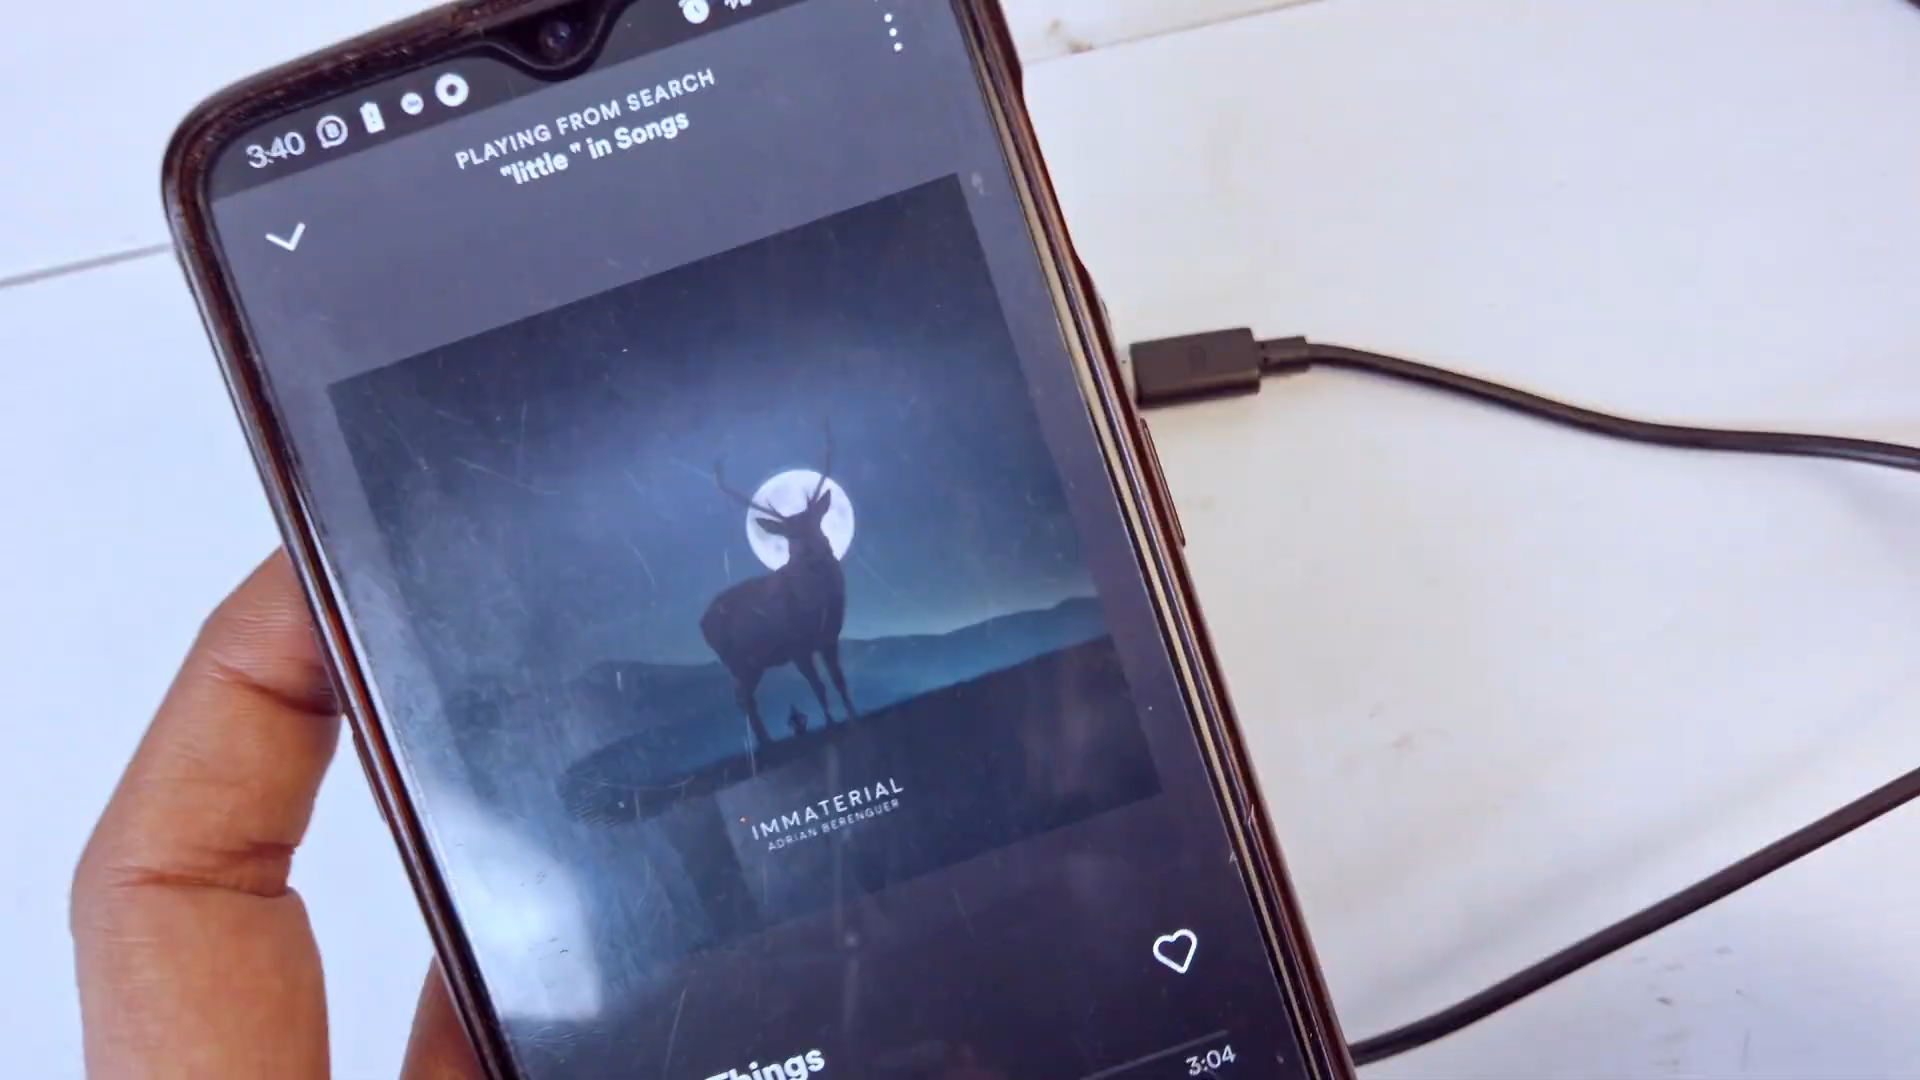 3:40
PLAYING FROM SEARCH
"little " in Songs
IMMATERIAL
ADRIAN BERENGUER
Things
3:04